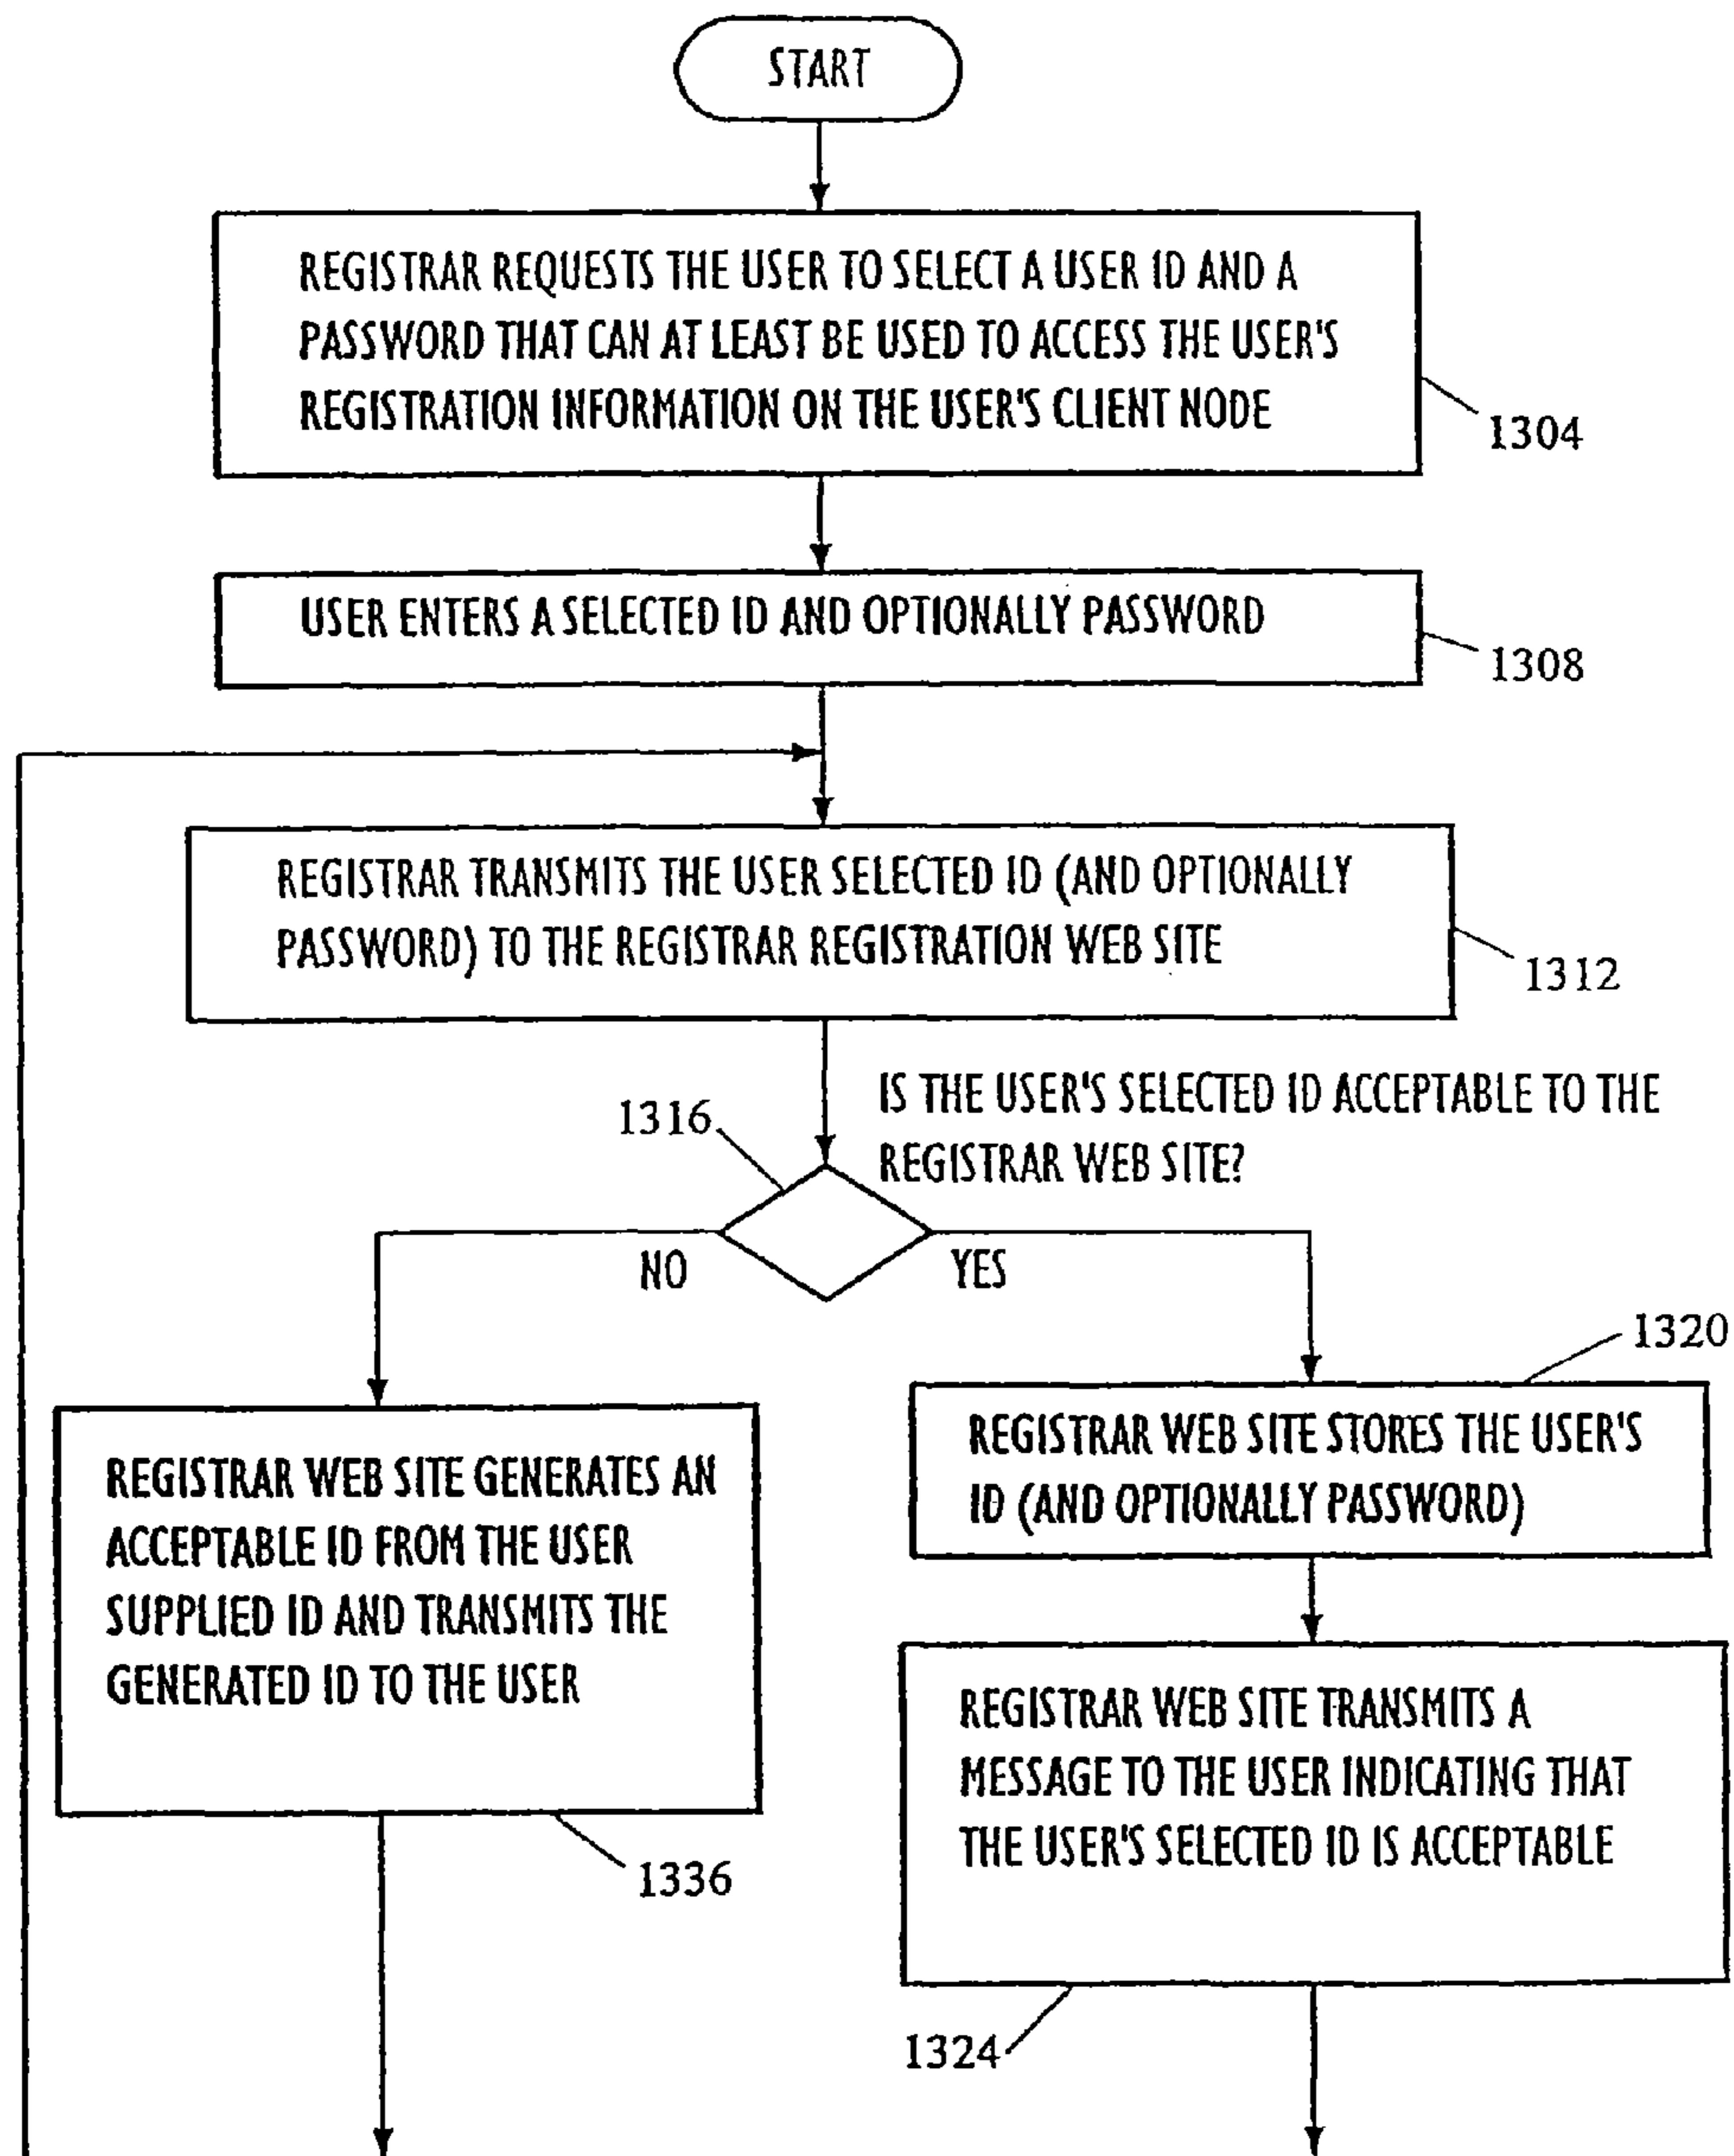 START
REGISTRAR REQUESTS THE USER TO SELECT A USER ID AND A
PASSWORD THAT CAN AT LEAST BE USED TO ACCESS THE USER'S
REGISTRATION INFORMATION ON THE USER'S CLIENT NODE
1304
USER ENTERS A SELECTED ID AND OPTIONALLY PASSWORD
1308
REGISTRAR TRANSMITS THE USER SELECTED ID (AND OPTIONALLY
PASSWORD) TO THE REGISTRAR REGISTRATION WEB SITE
1312
IS THE USER'S SELECTED ID ACCEPTABLE TO THE
REGISTRAR WEB SITE?
1316
NO
YES
1320
REGISTRAR WEB SITE GENERATES AN
ACCEPTABLE ID FROM THE USER
SUPPLIED ID AND TRANSMITS THE
GENERATED ID TO THE USER
1336
REGISTRAR WEB SITE STORES THE USER'S
ID (AND OPTIONALLY PASSWORD)
REGISTRAR WEB SITE TRANSMITS A
MESSAGE TO THE USER INDICATING THAT
THE USER'S SELECTED ID IS ACCEPTABLE
1324